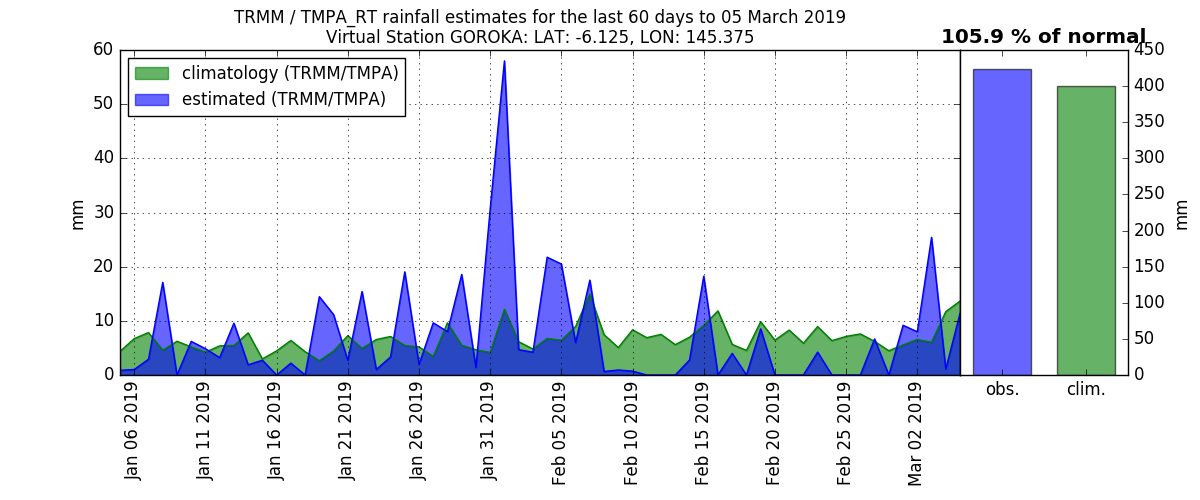 TRMM / TMPA_RT rainfall estimates for the last 60 days to 05 March 2019
Virtual Station GOROKA: LAT: -6.125, LON: 145.375
105.9 % of normal
climatology (TRMM/TMPA)
estimated (TRMM/TMPA)
mm
60
50
40
30
20
10
0
Jan 06 2019
Jan 11 2019
Jan 16 2019
Jan 21 2019
Jan 26 2019
Jan 31 2019
Feb 05 2019
Feb 10 2019
Feb 15 2019
Feb 20 2019
Feb 25 2019
Mar 02 2019
obs.
clim.
450
400
350
300
250
200
150
100
50
0
mm